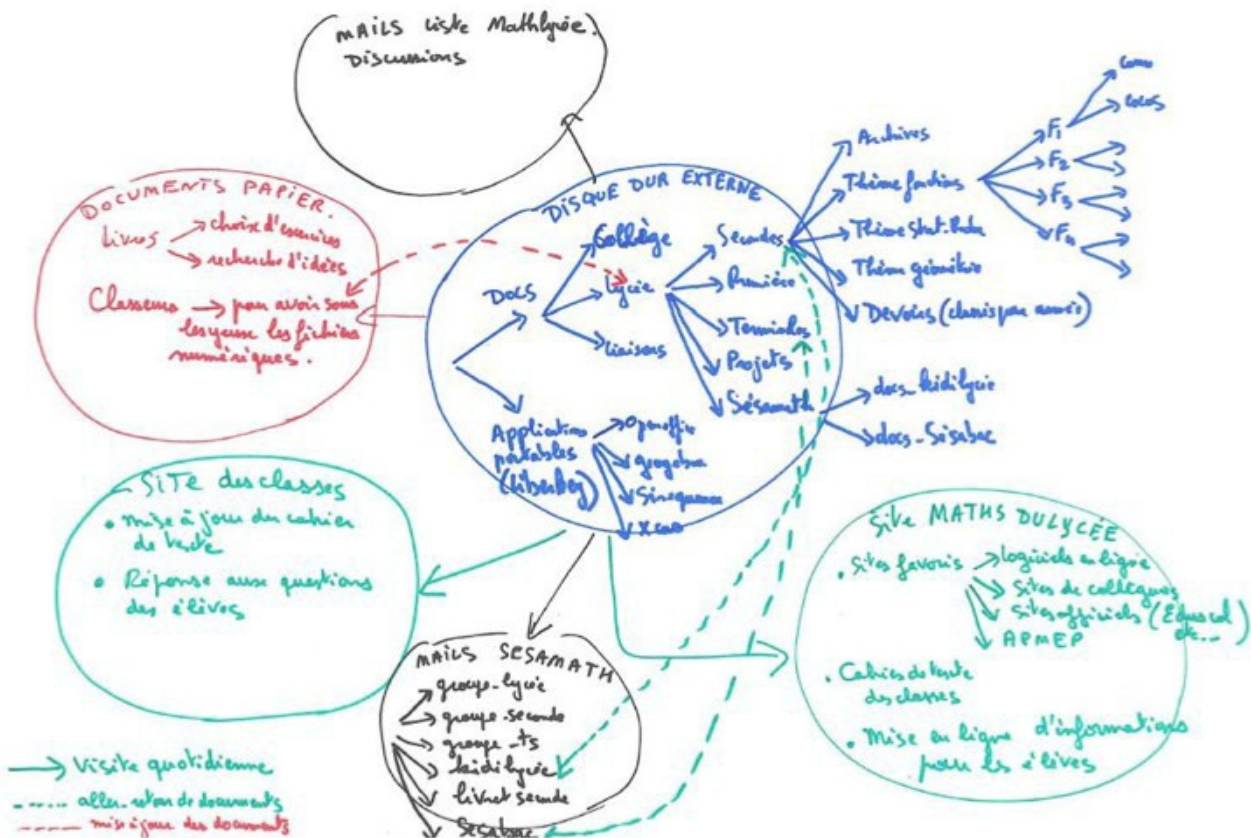 MAILS liste Mathlycée.
Discussions
DOCUMENTS PAPIER.
livres
choix d'exercices
recherche d'idées
Classeurs → pour avoir sous
les yeux les fichiers
numériques.
DISQUE DUR EXTERNE
DOCS
Collège
Lycée
liaisons
Secondes
Première
Terminales
Projets
Sésamath
Archives
Thème fonctions
Thème Stat. Proba
Thème géométrie
Devoirs (classés par année)
F1
F2
F3
F4
cours
docs_kidilycée
docs_Sésabac
Applications
portables
(liberkey)
Openoffice
geogebra
Sinequanon
Xcas
SITE des classes
• Mise à jour du cahier
de texte
• Réponse aux questions
des élèves
MAILS SESAMATH
groupe_lycée
groupe_seconde
groupe_ts
kidilycée
livret seconde
Sesabac
Site MATHS DU LYCÉE
• Sites favoris
logiciels en ligne
Sites de collègues
Sites officiels (Eduscol
etc...)
APMEP
• Cahiers de texte
des classes
• Mise en ligne d'informations
pour les élèves
Visite quotidienne
aller-retour de documents
mise à jour des documents